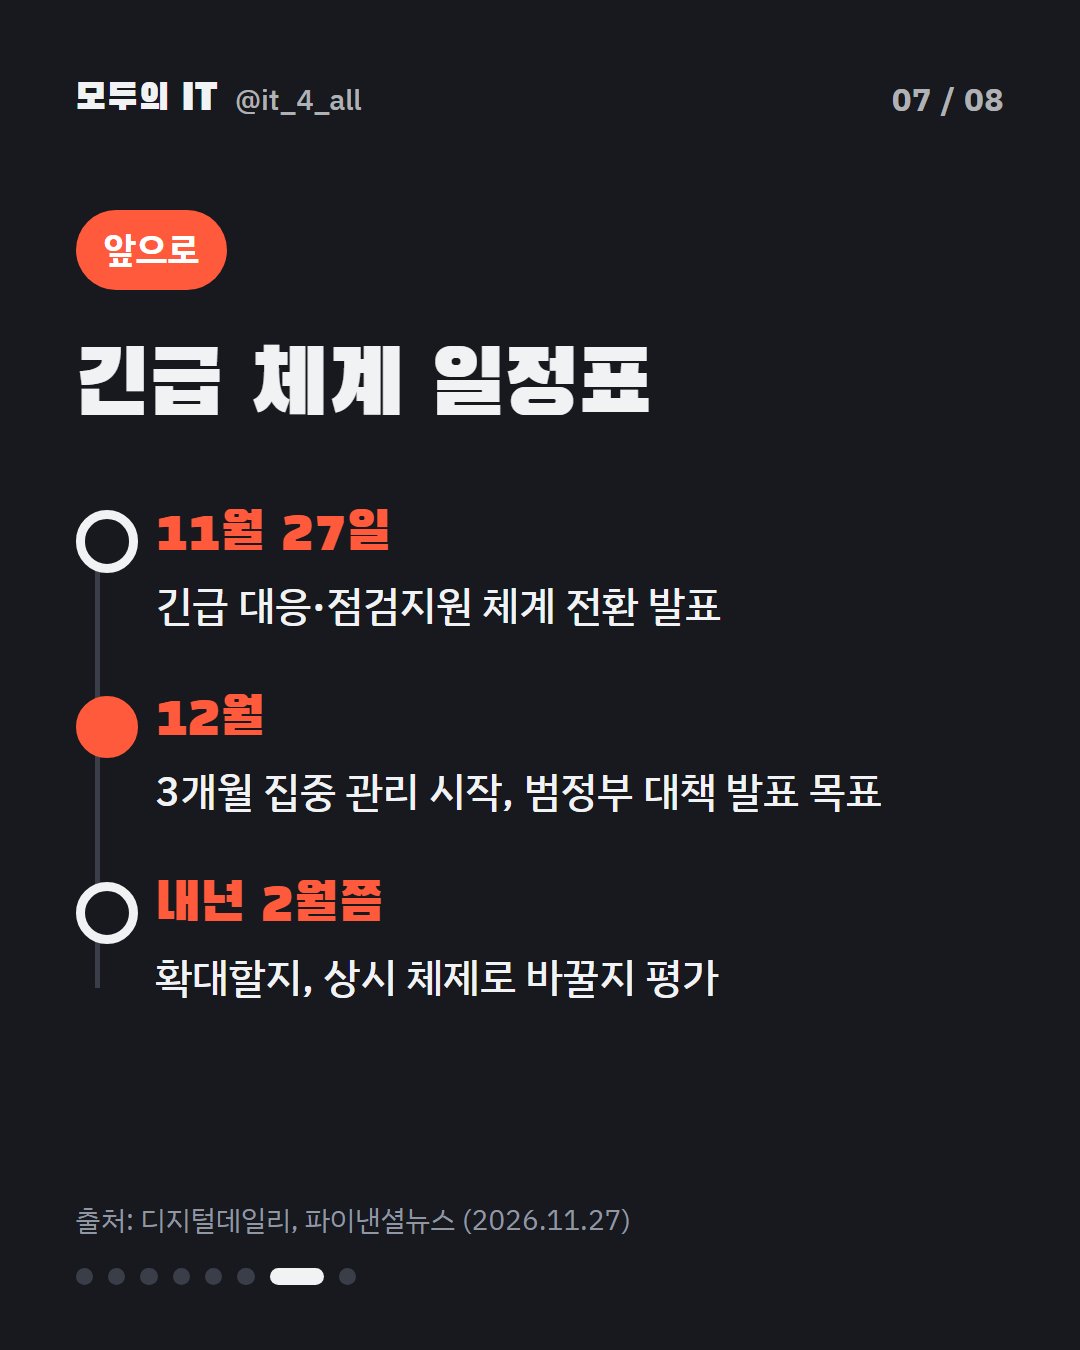 모두의 IT @it_4_all
07 / 08
앞으로
긴급 체계 일정표
11월 27일
긴급 대응·점검지원 체계 전환 발표
12월
3개월 집중 관리 시작, 범정부 대책 발표 목표
내년 2월쯤
확대할지, 상시 체제로 바꿀지 평가
출처: 디지털데일리, 파이낸셜뉴스 (2026.11.27)